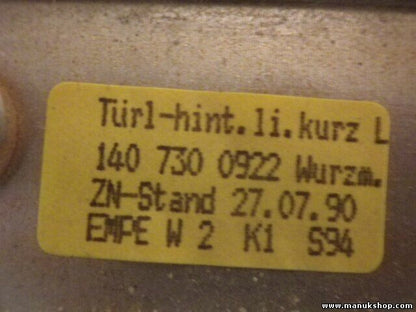 Türl-hint.li.kurz L
140 730 0922 Wurzm.
ZN-Stand 27.07.90
EMPE W 2 K1 S94
www.manukshop.com